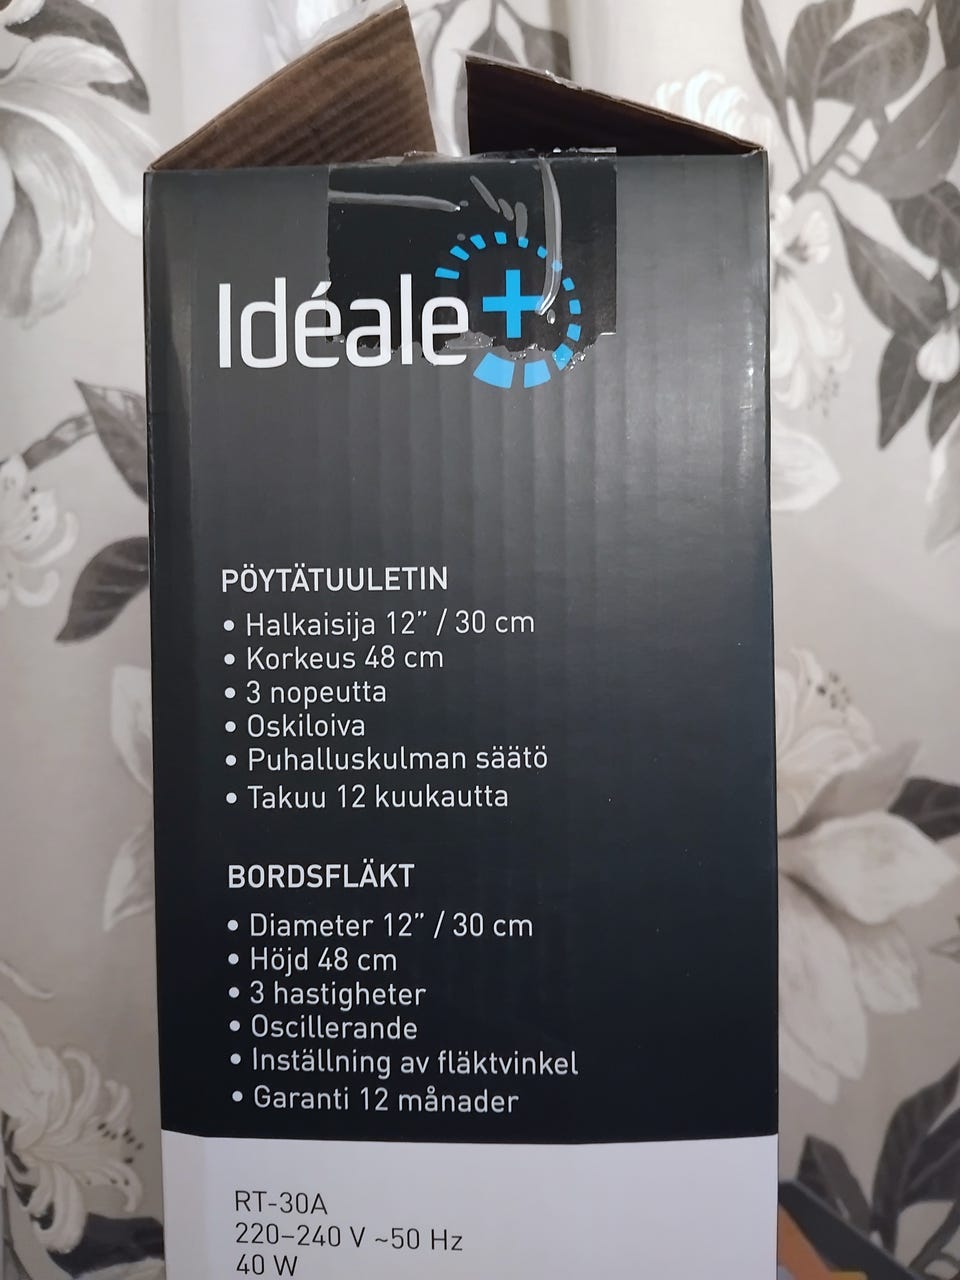 Idéale+
PÖYTÄTUULETIN
• Halkaisija 12” / 30 cm
• Korkeus 48 cm
• 3 nopeutta
• Oskiloiva
• Puhalluskulman säätö
• Takuu 12 kuukautta
BORDSFLÄKT
• Diameter 12” / 30 cm
• Höjd 48 cm
• 3 hastigheter
• Oscillerande
• Inställning av fläktvinkel
• Garanti 12 månader
RT-30A
220–240 V ~50 Hz
40 W